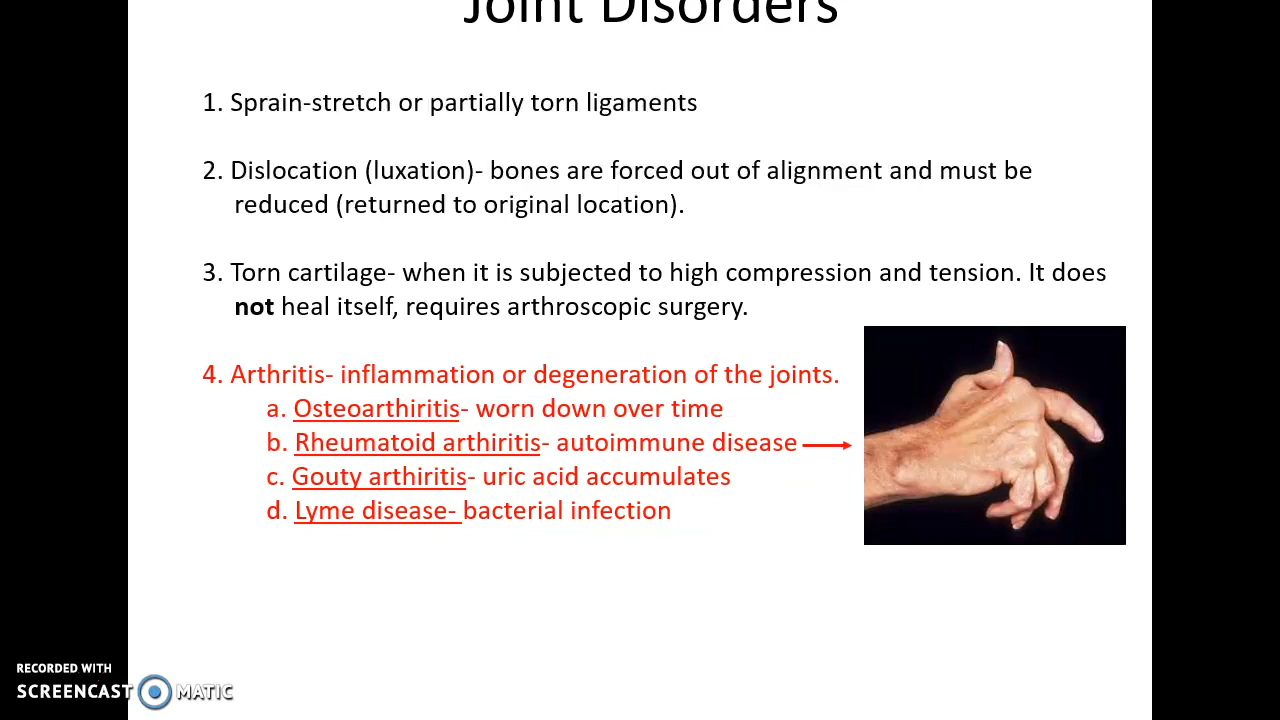 Joint Disorders
1. Sprain-stretch or partially torn ligaments
2. Dislocation (luxation)- bones are forced out of alignment and must be
reduced (returned to original location).
3. Torn cartilage- when it is subjected to high compression and tension. It does
not heal itself, requires arthroscopic surgery.
4. Arthritis- inflammation or degeneration of the joints.
a. Osteoarthiritis- worn down over time
b. Rheumatoid arthiritis- autoimmune disease
c. Gouty arthiritis- uric acid accumulates
d. Lyme disease- bacterial infection
RECORDED WITH
SCREENCAST MATIC